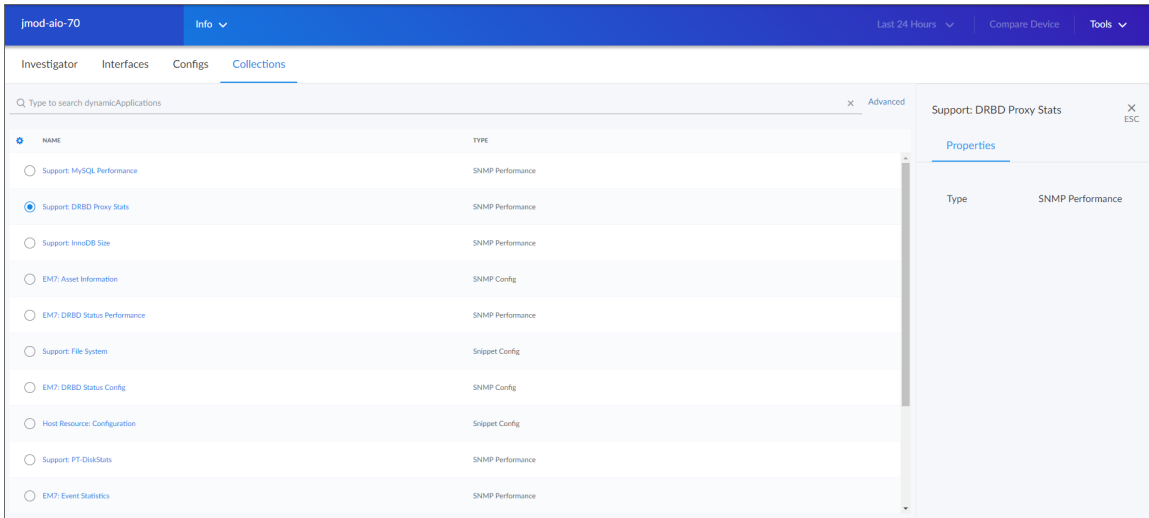 jmod-aio-70 Info Last 24 Hours Compare Device Tools
Investigator Interfaces Configs Collections
Type to search dynamicApplications Advanced
NAME TYPE
Support: MySQL Performance SNMP Performance
Support: DRBD Proxy Stats SNMP Performance
Support: InnoDB Size SNMP Performance
EM7: Asset Information SNMP Config
EM7: DRBD Status Performance SNMP Performance
Support: File System Snippet Config
EM7: DRBD Status Config SNMP Config
Host Resource: Configuration Snippet Config
Support: PT-DiskStats SNMP Performance
EM7: Event Statistics SNMP Performance
Support: DRBD Proxy Stats
ESC
Properties
Type SNMP Performance